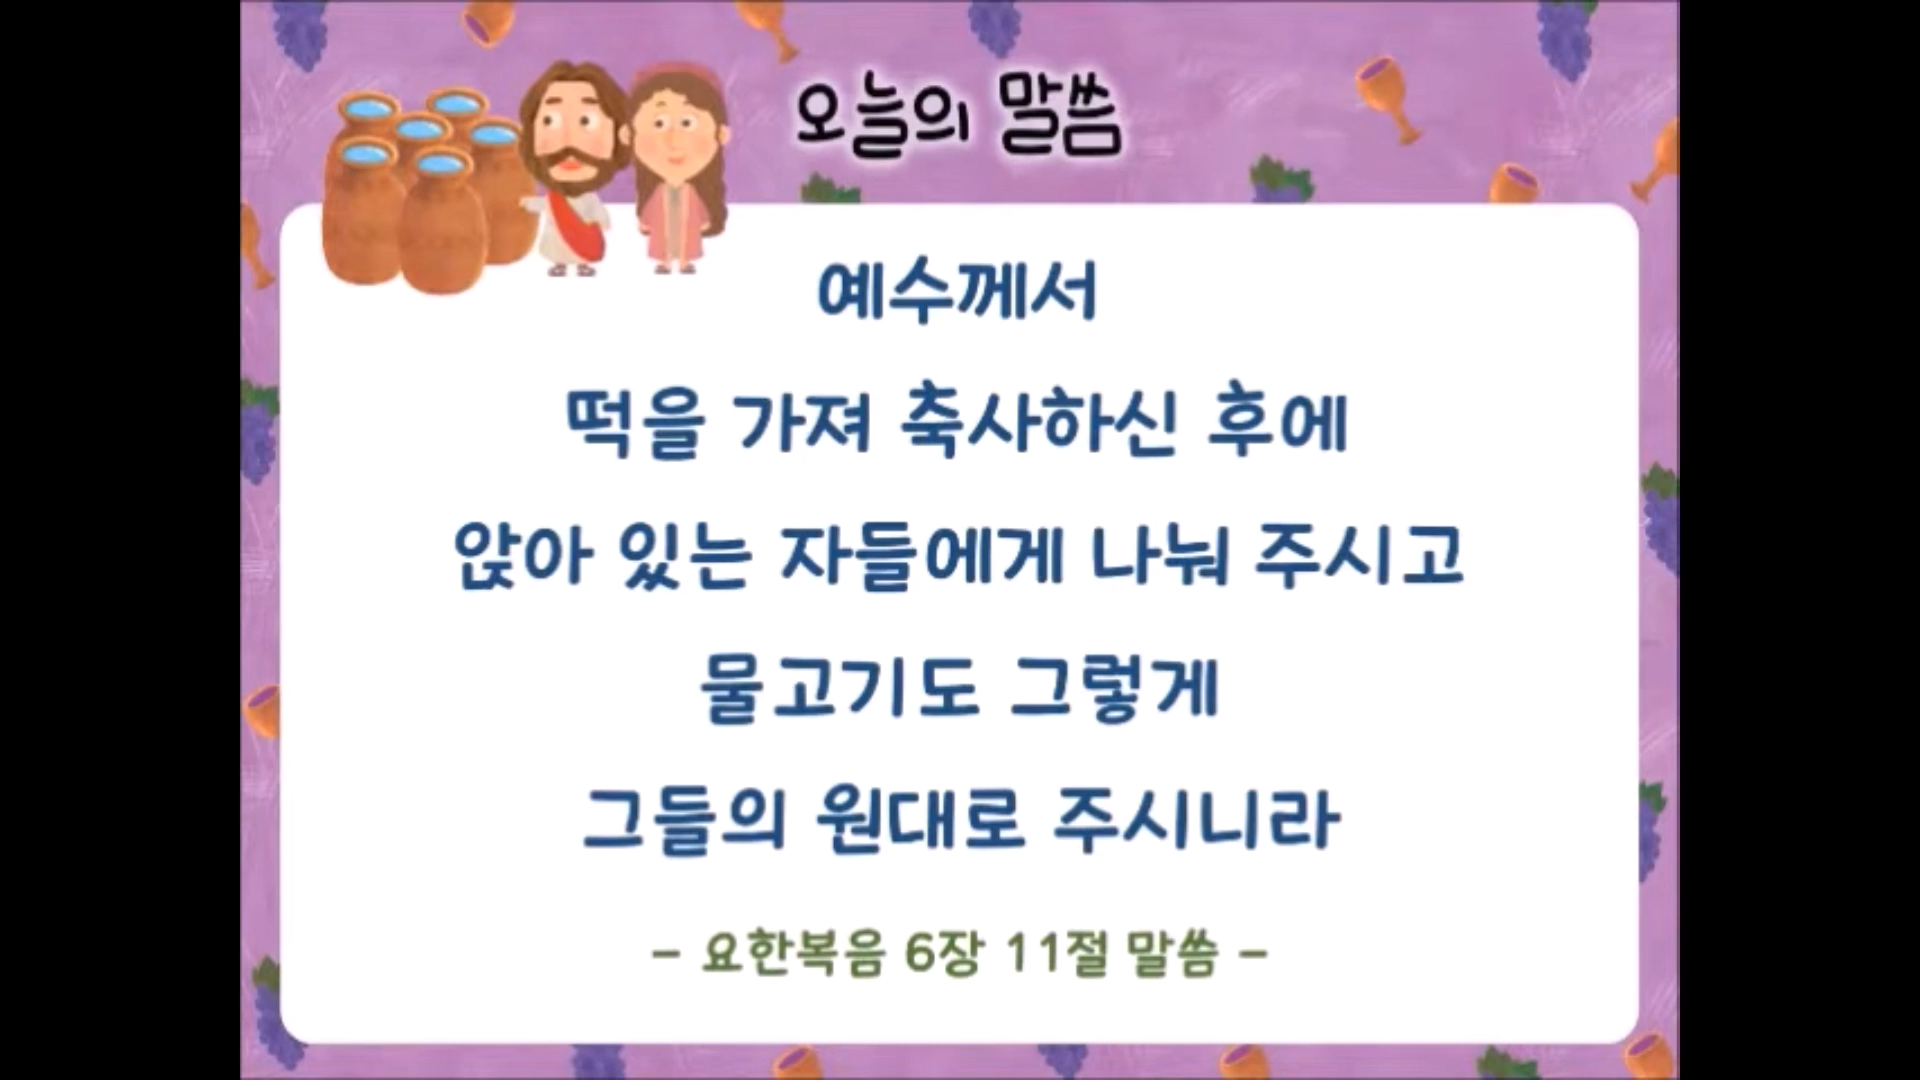 오늘의 말씀
예수께서
떡을 가져 축사하신 후에
앉아 있는 자들에게 나눠 주시고
물고기도 그렇게
그들의 원대로 주시니라
- 요한복음 6장 11절 말씀 -